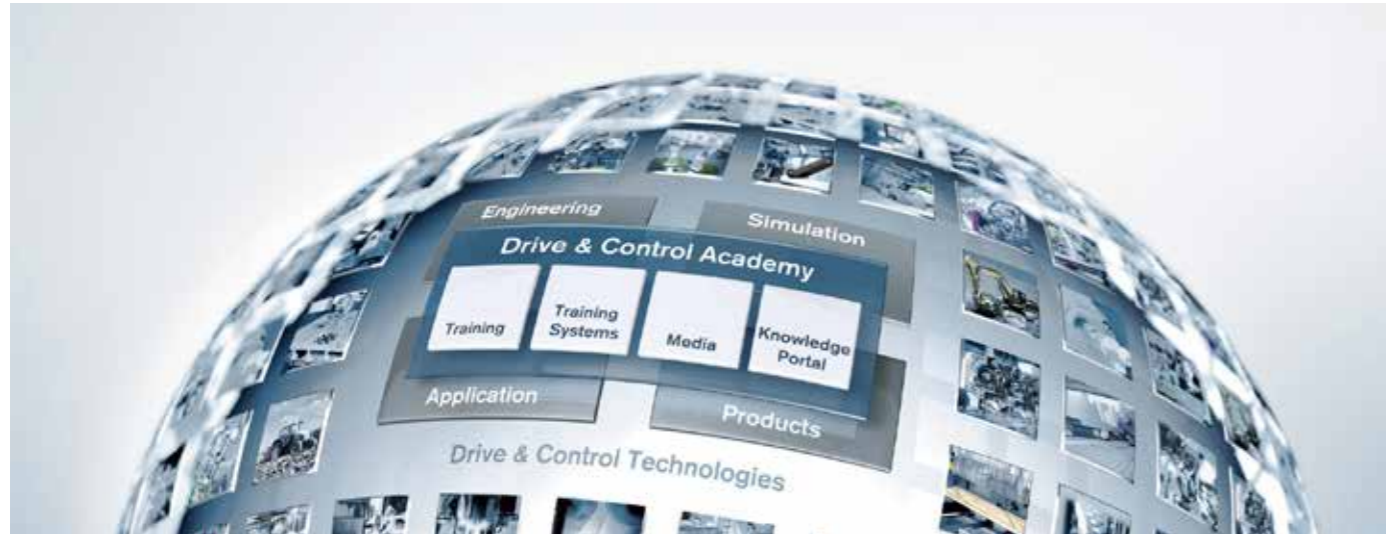 Engineering
Simulation
Drive & Control Academy
Training
Training
Systems
Media
Knowledge
Portal
Application
Products
Drive & Control Technologies